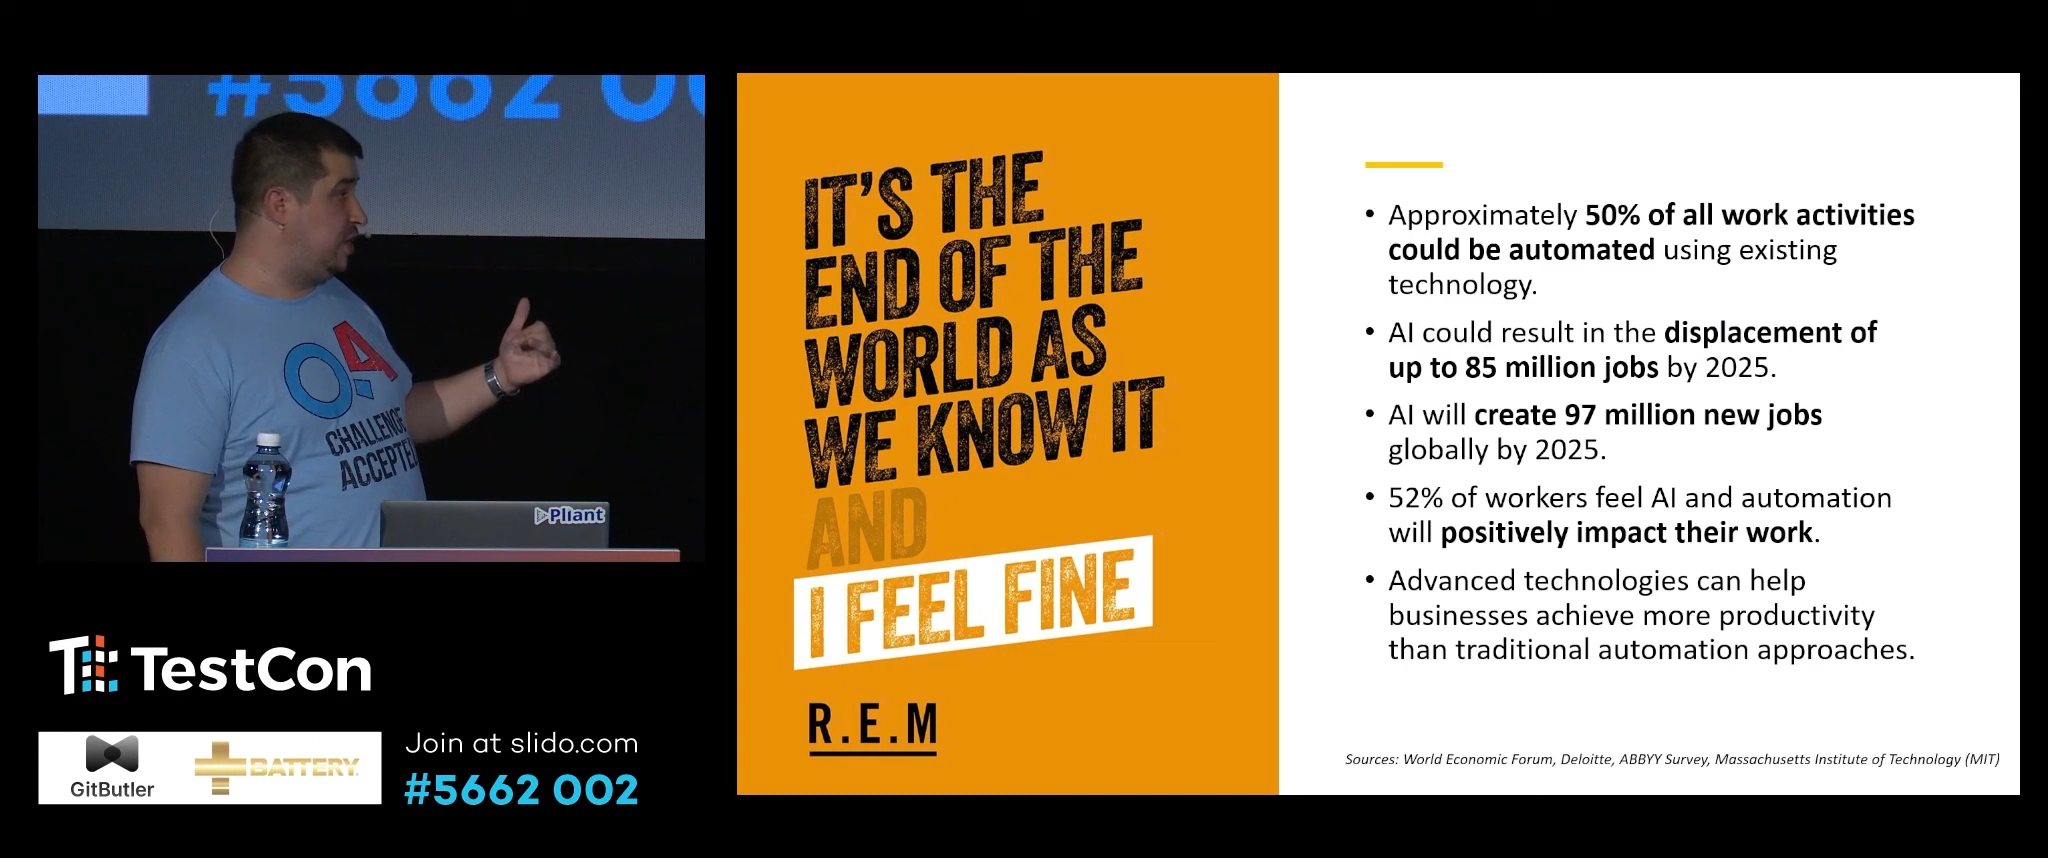 #5662 00
QA
CHALLENGE
ACCEPTE
Pliant
TestCon
GitButler
BATTERY
Join at slido.com
#5662 002
IT'S THE
END OF THE
WORLD AS
WE KNOW IT
AND
I FEEL FINE
R.E.M
• Approximately 50% of all work activities
could be automated using existing
technology.
• AI could result in the displacement of
up to 85 million jobs by 2025.
• AI will create 97 million new jobs
globally by 2025.
• 52% of workers feel AI and automation
will positively impact their work.
• Advanced technologies can help
businesses achieve more productivity
than traditional automation approaches.
Sources: World Economic Forum, Deloitte, ABBYY Survey, Massachusetts Institute of Technology (MIT)